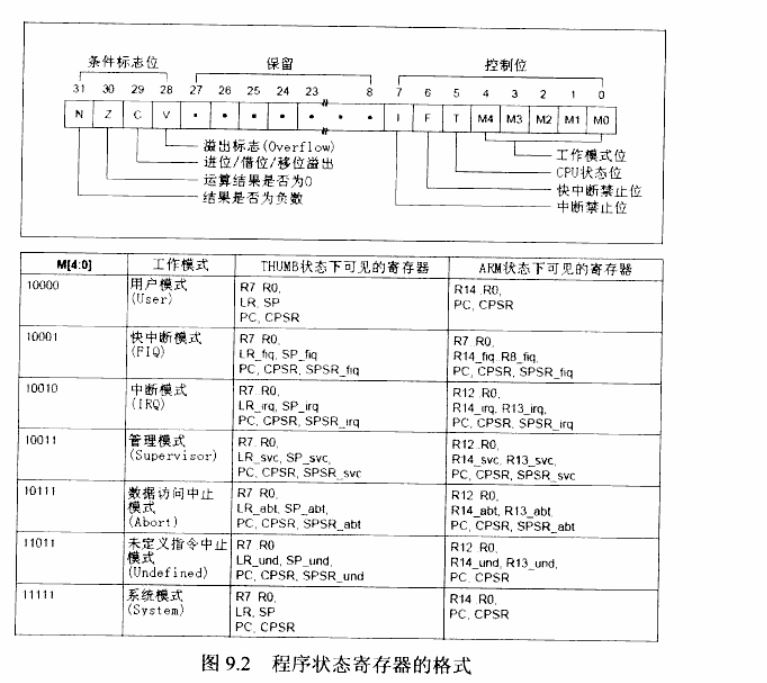 条件标志位 保留 控制位
31 30 29 28 27 26 25 24 23 8 7 6 5 4 3 2 1 0
N Z C V • • • • • • • I F T M4 M3 M2 M1 M0
溢出标志(Overflow)
进位/借位/移位溢出
运算结果是否为0
结果是否为负数
工作模式位
CPU状态位
快中断禁止位
中断禁止位
M[4:0] 工作模式 THUMB状态下可见的寄存器 ARM状态下可见的寄存器
10000 用户模式 R7 R0, R14 R0,
(User) LR, SP PC, CPSR
PC, CPSR
10001 快中断模式 R7 R0, R7 R0,
(FIQ) LR_fiq, SP_fiq R14_fiq R8_fiq,
PC, CPSR, SPSR_fiq PC, CPSR, SPSR_fiq
10010 中断模式 R7 R0, R12 R0,
(IRQ) LR_irq, SP_irq R14_irq, R13_irq,
PC, CPSR, SPSR_irq PC, CPSR, SPSR_irq
10011 管理模式 R7 R0, R12 R0,
(Supervisor) LR_svc, SP_svc, R14_svc, R13_svc,
PC, CPSR, SPSR_svc PC, CPSR, SPSR_svc
10111 数据访问中止 R7 R0, R12 R0,
模式 LR_abt, SP_abt, R14_abt, R13_abt,
(Abort) PC, CPSR, SPSR_abt PC, CPSR, SPSR_abt
11011 未定义指令中止 R7 R0 R12 R0,
模式 LR_und, SP_und, R14_und, R13_und,
(Undefined) PC, CPSR, SPSR_und PC, CPSR
11111 系统模式 R7 R0, R14 R0,
(System) LR, SP PC, CPSR
PC, CPSR
图 9.2 程序状态寄存器的格式